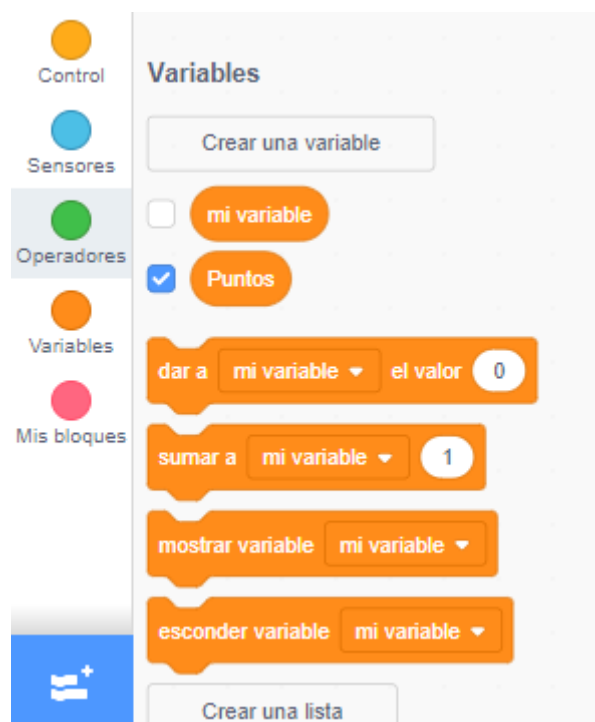 Control
Sensores
Operadores
Variables
Mis bloques
Variables
Crear una variable
mi variable
Puntos
dar a mi variable el valor 0
sumar a mi variable 1
mostrar variable mi variable
esconder variable mi variable
Crear una lista